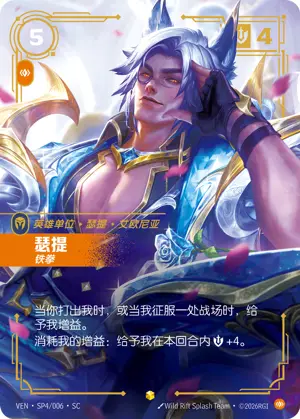 5
4
英雄单位・瑟提・艾欧尼亚
瑟提
铁拳
当你打出我时，或当我征服一处战场时，给
予我增益。
消耗我的增益：给予我在本回合内 +4。
VEN・SP4/006・SC
Wild Rift Splash Team
©2026RGI